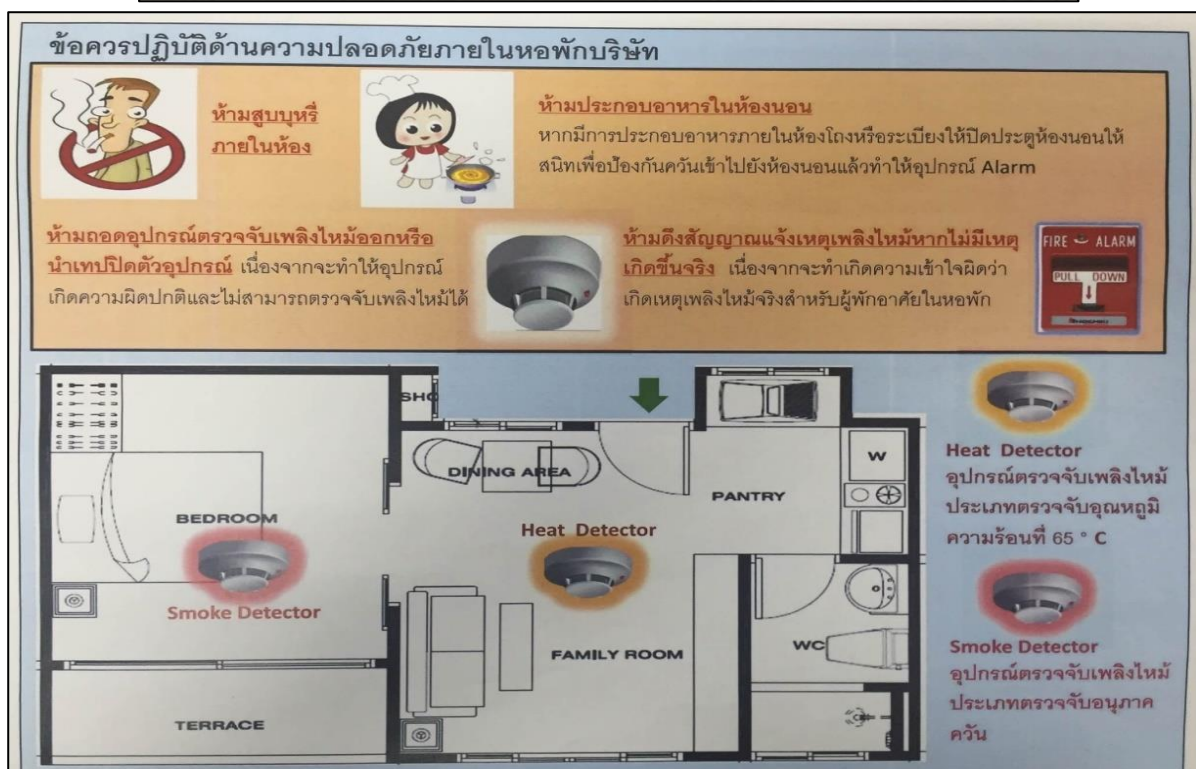 ข้อควรปฏิบัติด้านความปลอดภัยภายในหอพักบริษัท
ห้ามสูบบุหรี่
ภายในห้อง
ห้ามประกอบอาหารในห้องนอน
หากมีการประกอบอาหารภายในห้องโถงหรือระเบียงให้ปิดประตูห้องนอนให้
สนิทเพื่อป้องกันควันเข้าไปยังห้องนอนแล้วทำให้อุปกรณ์ Alarm
ห้ามถอดอุปกรณ์ตรวจจับเพลิงไหม้ออกหรือ
นำเทปปิดตัวอุปกรณ์ เนื่องจากจะทำให้อุปกรณ์
เกิดความผิดปกติและไม่สามารถตรวจจับเพลิงไหม้ได้
ห้ามดึงสัญญาณแจ้งเหตุเพลิงไหม้หากไม่มีเหตุ
เกิดขึ้นจริง เนื่องจากจะทำเกิดความเข้าใจผิดว่า
เกิดเหตุเพลิงไหม้จริงสำหรับผู้พักอาศัยในหอพัก
FIRE ALARM
PULL DOWN
SHO
DINING AREA
W
PANTRY
BEDROOM
Smoke Detector
Heat Detector
FAMILY ROOM
WC
TERRACE
Heat Detector
อุปกรณ์ตรวจจับเพลิงไหม้
ประเภทตรวจจับอุณหภูมิ
ความร้อนที่ 65 ° C
Smoke Detector
อุปกรณ์ตรวจจับเพลิงไหม้
ประเภทตรวจจับอนุภาค
ควัน